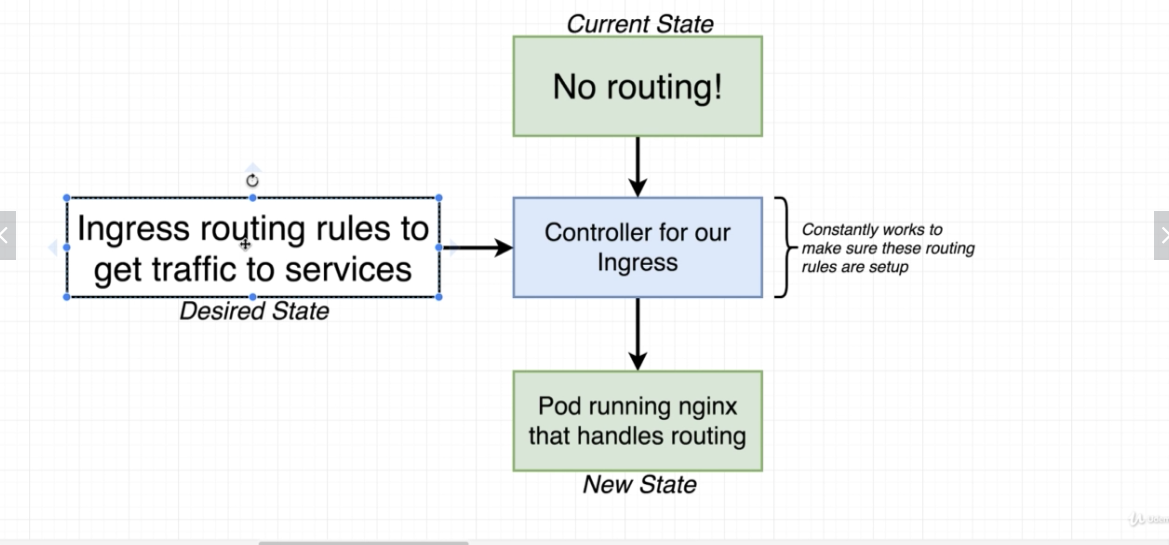 Current State
No routing!
Ingress routing rules to
get traffic to services
Desired State
Controller for our
Ingress
Constantly works to
make sure these routing
rules are setup
Pod running nginx
that handles routing
New State